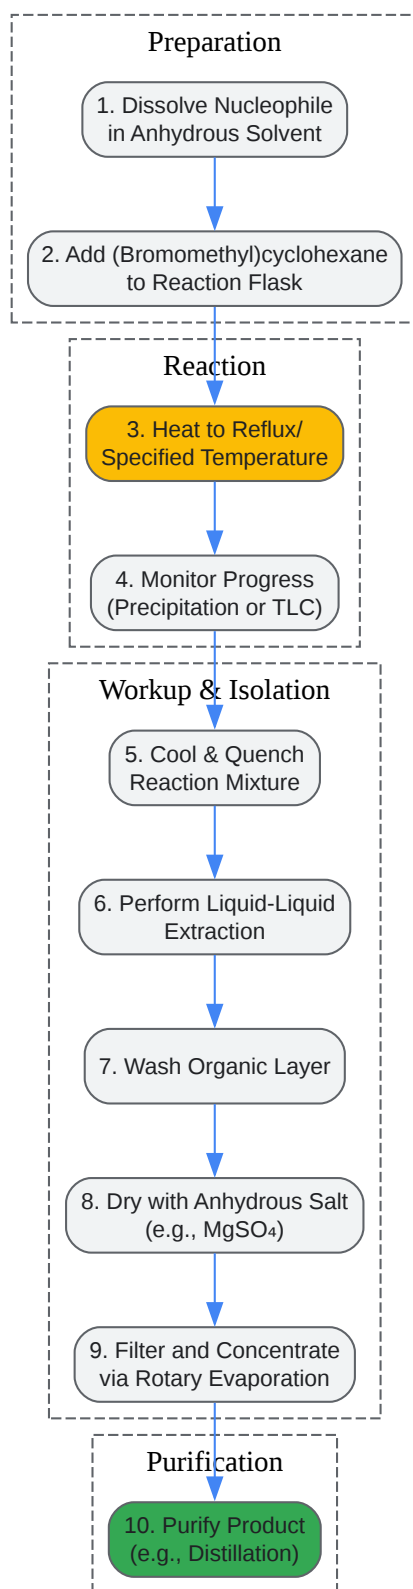 Preparation
1. Dissolve Nucleophile
in Anhydrous Solvent
2. Add (Bromomethyl)cyclohexane
to Reaction Flask
Reaction
3. Heat to Reflux/
Specified Temperature
4. Monitor Progress
(Precipitation or TLC)
Workup & Isolation
5. Cool & Quench
Reaction Mixture
6. Perform Liquid-Liquid
Extraction
7. Wash Organic Layer
8. Dry with Anhydrous Salt
(e.g., MgSO₄)
9. Filter and Concentrate
via Rotary Evaporation
Purification
10. Purify Product
(e.g., Distillation)